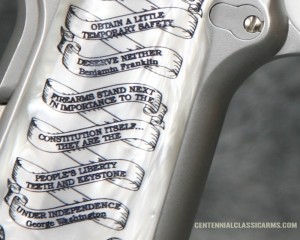 OBTAIN A LITTLE
TEMPORARY SAFETY
DESERVE NEITHER
Benjamin Franklin
FIREARMS STAND NEXT
IN IMPORTANCE TO THE
CONSTITUTION ITSELF...
THEY ARE THE
PEOPLE'S LIBERTY
TEETH AND KEYSTONE
UNDER INDEPENDENCE
George Washington
CENTENNIALCLASSICARMS.COM